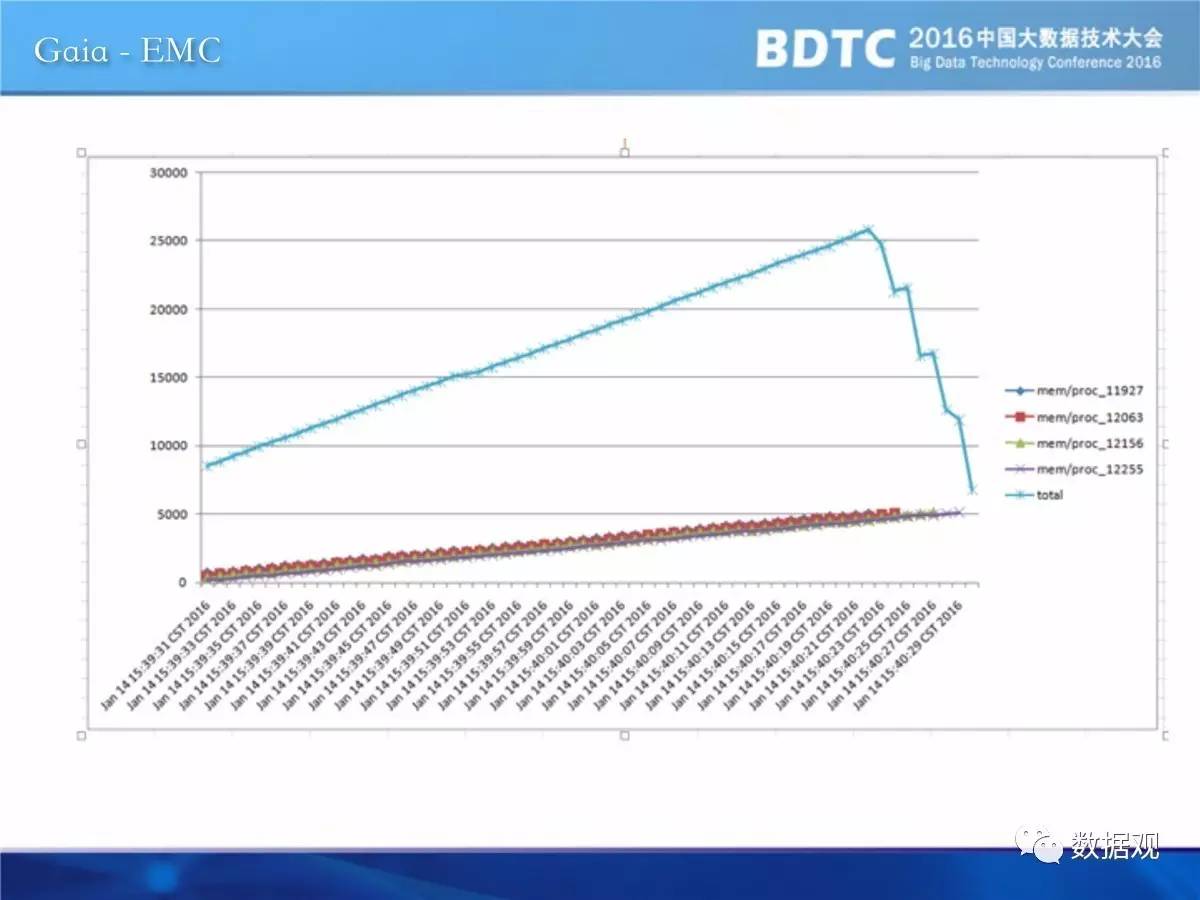 Gaia - EMC
BDTC 2016中国大数据技术大会
Big Data Technology Conference 2016
30000
25000
20000
15000
10000
5000
0
mem/proc_11927
mem/proc_12063
mem/proc_12156
mem/proc_12255
total
Jan 14 15:39:31 CST 2016
Jan 14 15:39:33 CST 2016
Jan 14 15:39:35 CST 2016
Jan 14 15:39:37 CST 2016
Jan 14 15:39:39 CST 2016
Jan 14 15:39:41 CST 2016
Jan 14 15:39:43 CST 2016
Jan 14 15:39:45 CST 2016
Jan 14 15:39:47 CST 2016
Jan 14 15:39:49 CST 2016
Jan 14 15:39:51 CST 2016
Jan 14 15:39:53 CST 2016
Jan 14 15:39:55 CST 2016
Jan 14 15:39:57 CST 2016
Jan 14 15:39:59 CST 2016
Jan 14 15:40:01 CST 2016
Jan 14 15:40:03 CST 2016
Jan 14 15:40:05 CST 2016
Jan 14 15:40:07 CST 2016
Jan 14 15:40:09 CST 2016
Jan 14 15:40:11 CST 2016
Jan 14 15:40:13 CST 2016
Jan 14 15:40:15 CST 2016
Jan 14 15:40:17 CST 2016
Jan 14 15:40:19 CST 2016
Jan 14 15:40:21 CST 2016
Jan 14 15:40:23 CST 2016
Jan 14 15:40:25 CST 2016
Jan 14 15:40:27 CST 2016
Jan 14 15:40:29 CST 2016
数据观